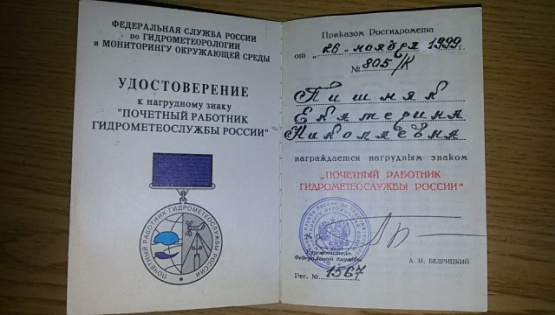 ФЕДЕРАЛЬНАЯ СЛУЖБА РОССИИ
по ГИДРОМЕТЕОРОЛОГИИ
и МОНИТОРИНГУ ОКРУЖАЮЩЕЙ СРЕДЫ
УДОСТОВЕРЕНИЕ
к нагрудному знаку
"ПОЧЕТНЫЙ РАБОТНИК
ГИДРОМЕТЕОСЛУЖБЫ РОССИИ"
ПОЧЕТНЫЙ РАБОТНИК ГИДРОМЕТЕОСЛУЖБЫ РОССИИ
Приказом Росгидромета
от "26" ноября 1999 г.
№ 805/К
Пишняк
Екатерина
Николаевна
награждается нагрудным знаком
"ПОЧЕТНЫЙ РАБОТНИК
ГИДРОМЕТЕОСЛУЖБЫ РОССИИ"
Руководитель
Федеральной службы
А. И. БЕДРИЦКИЙ
Рег. № 1567